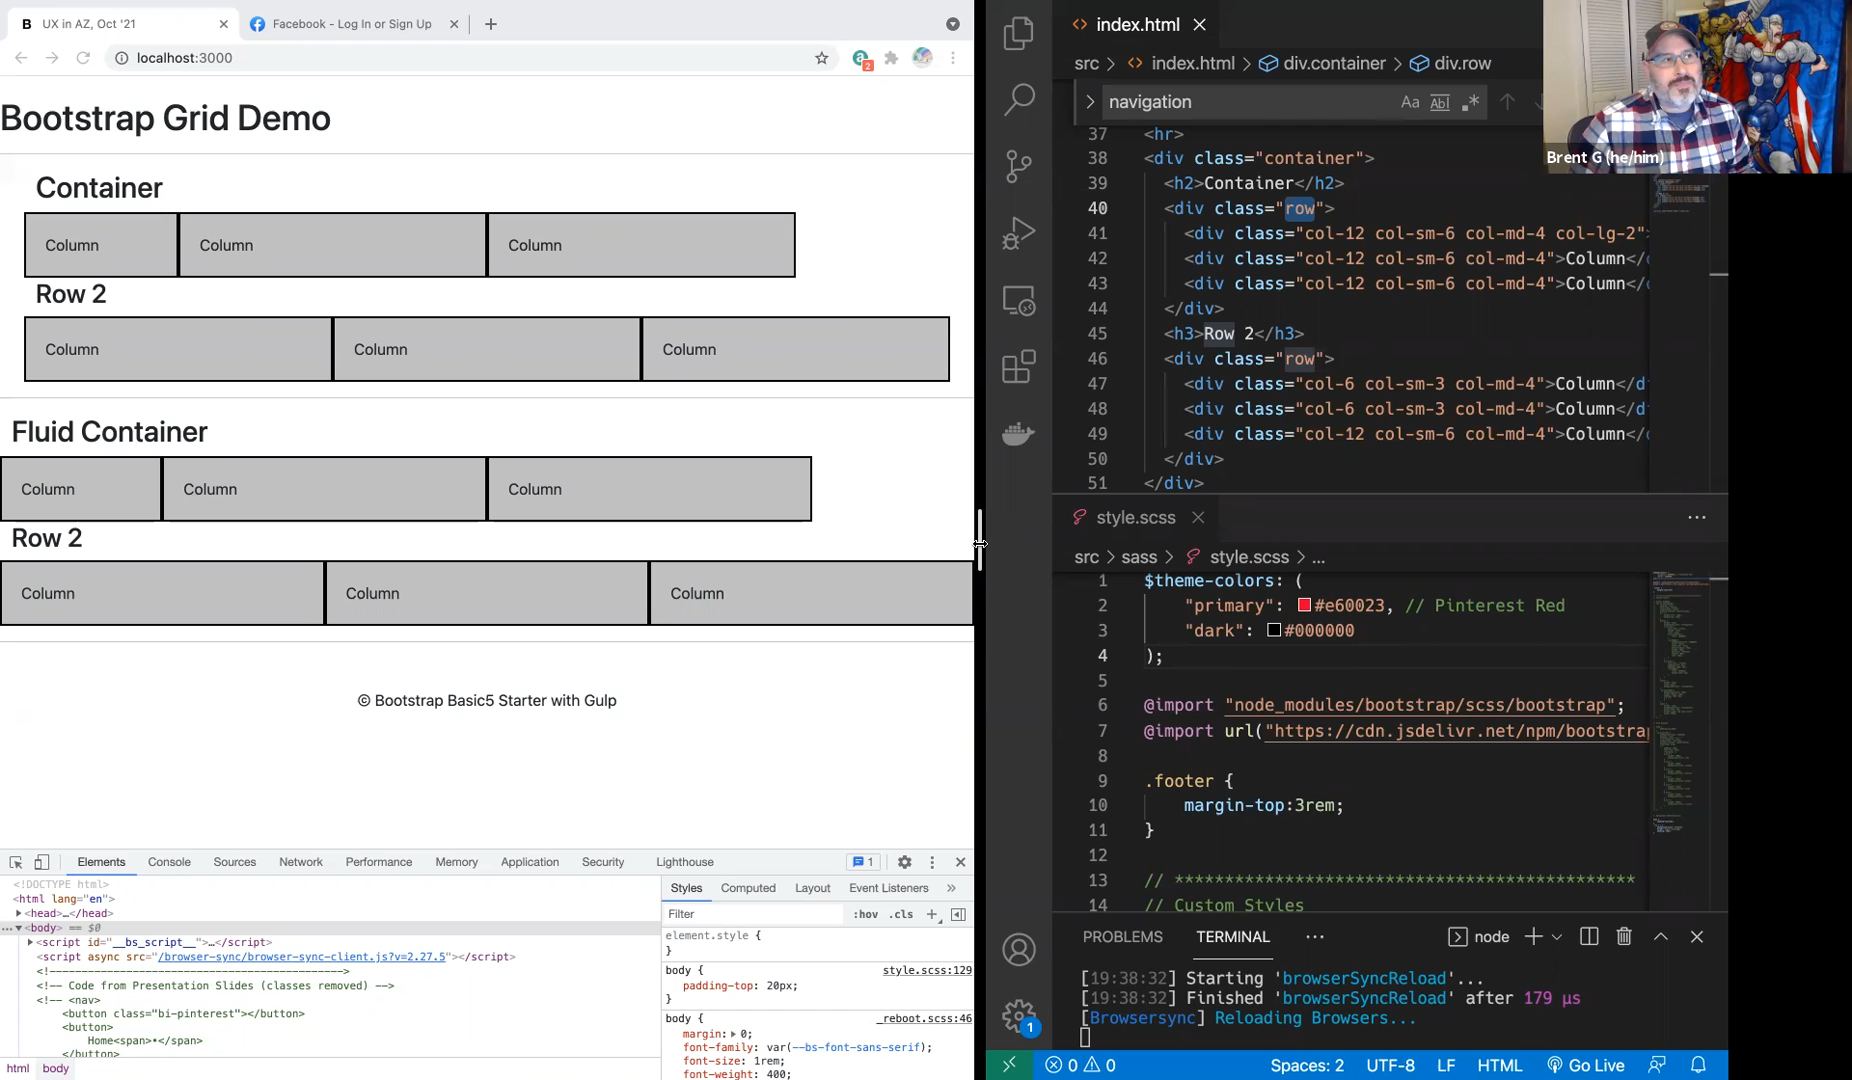 B UX in AZ, Oct '21
Facebook - Log In or Sign Up
localhost:3000
2
Bootstrap Grid Demo
Container
Column Column Column
Row 2
Column Column Column
Fluid Container
Column Column Column
Row 2
Column Column Column
© Bootstrap Basic5 Starter with Gulp
Elements Console Sources Network Performance Memory Application Security Lighthouse 1
<!DOCTYPE html>
<html lang="en">
<head>…</head>
<body> == $0
<script id="__bs_script__">…</script>
<script async src="/browser-sync/browser-sync-client.js?v=2.27.5"></script>
<!-- Code from Presentation Slides (classes removed) -->
<!-- <nav>
<button class="bi-pinterest"></button>
<button>
Home<span>•</span>
</button>
html body
Styles Computed Layout Event Listeners »
Filter :hov .cls +
element.style {
}
body { style.scss:129
padding-top: 20px;
}
body { _reboot.scss:46
margin: 0;
font-family: var(--bs-font-sans-serif);
font-size: 1rem;
font-weight: 400;
<> index.html
src > <> index.html > div.container > div.row
navigation Aa Abl .*
37 <hr>
38 <div class="container">
39 <h2>Container</h2>
40 <div class="row">
41 <div class="col-12 col-sm-6 col-md-4 col-lg-2">
42 <div class="col-12 col-sm-6 col-md-4">Column</
43 <div class="col-12 col-sm-6 col-md-4">Column</
44 </div>
45 <h3>Row 2</h3>
46 <div class="row">
47 <div class="col-6 col-sm-3 col-md-4">Column</d
48 <div class="col-6 col-sm-3 col-md-4">Column</d
49 <div class="col-12 col-sm-6 col-md-4">Column</
50 </div>
51 </div>
Brent G (he/him)
style.scss ...
src > sass > style.scss > ...
1 $theme-colors: (
2 "primary": #e60023, // Pinterest Red
3 "dark": #000000
4 );
5
6 @import "node_modules/bootstrap/scss/bootstrap";
7 @import url("https://cdn.jsdelivr.net/npm/bootstrap
8
9 .footer {
10 margin-top:3rem;
11 }
12
13 // **********************************************
14 // Custom Styles
PROBLEMS TERMINAL ... node
[19:38:32] Starting 'browserSyncReload'...
[19:38:32] Finished 'browserSyncReload' after 179 μs
[Browsersync] Reloading Browsers...
1
0 0 Spaces: 2 UTF-8 LF HTML Go Live